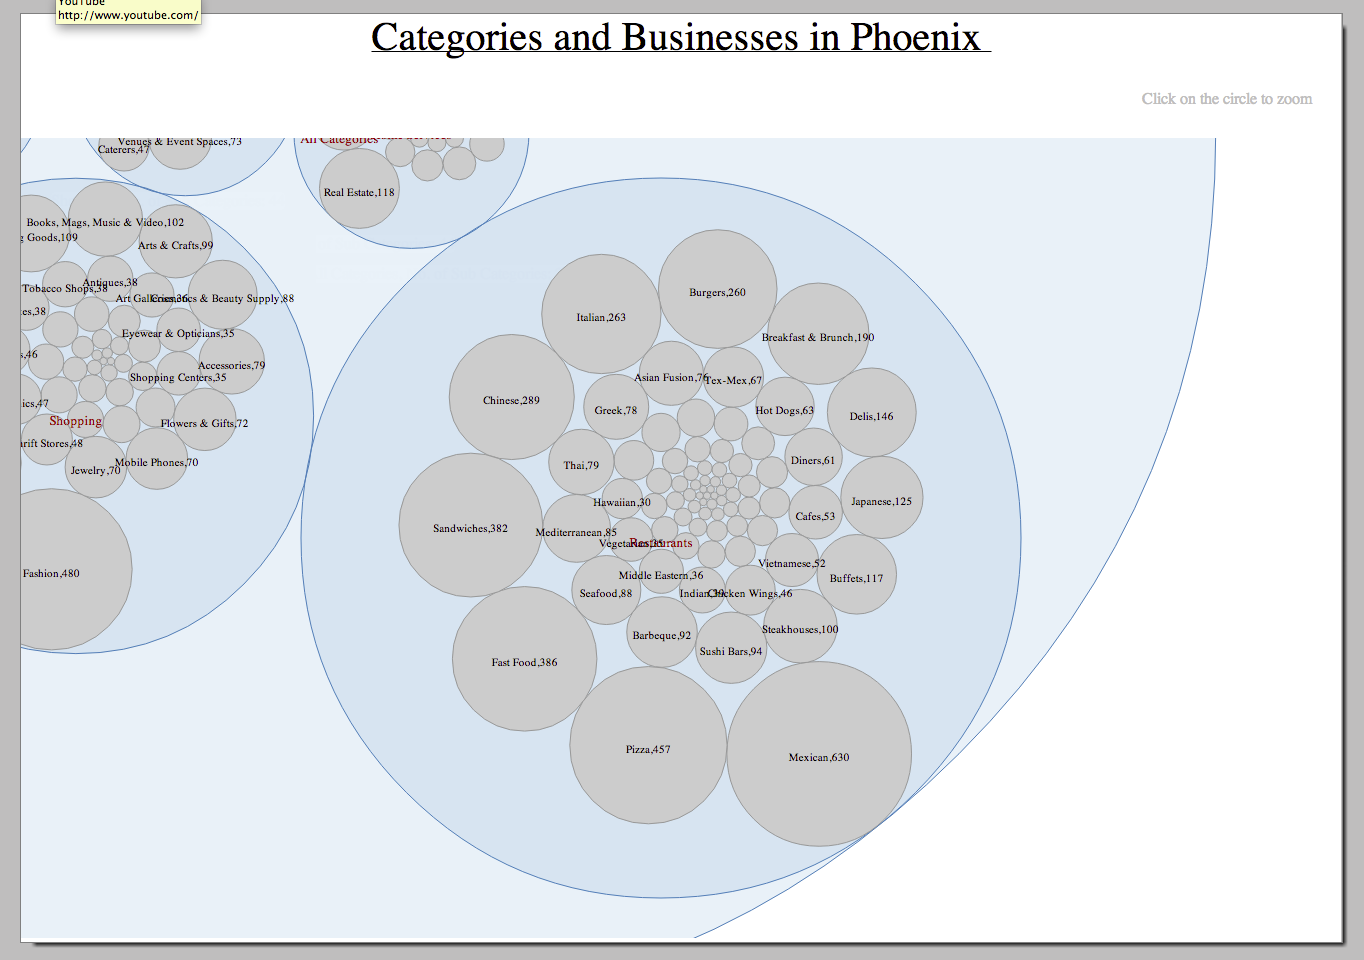 YouTube
http://www.youtube.com/
Categories and Businesses in Phoenix
Click on the circle to zoom
Venues & Event Spaces,73
Caterers,47
All Categories
Real Estate,118
Books, Mags, Music & Video,102
g Goods,109
Arts & Crafts,99
Antiques,38
Tobacco Shops,38
Art Galleries,36
Cosmetics & Beauty Supply,88
es,38
Eyewear & Opticians,35
s,46
Accessories,79
Shopping Centers,35
ics,47
Shopping
Flowers & Gifts,72
rift Stores,48
Mobile Phones,70
Jewelry,70
Fashion,480
Burgers,260
Italian,263
Breakfast & Brunch,190
Asian Fusion,76
Tex-Mex,67
Chinese,289
Greek,78
Hot Dogs,63
Delis,146
Thai,79
Diners,61
Hawaiian,30
Japanese,125
Cafes,53
Sandwiches,382
Mediterranean,85
Vegetarian,35
Restaurants
Vietnamese,52
Middle Eastern,36
Buffets,117
Seafood,88
Indian,39
Chicken Wings,46
Barbeque,92
Steakhouses,100
Sushi Bars,94
Fast Food,386
Pizza,457
Mexican,630